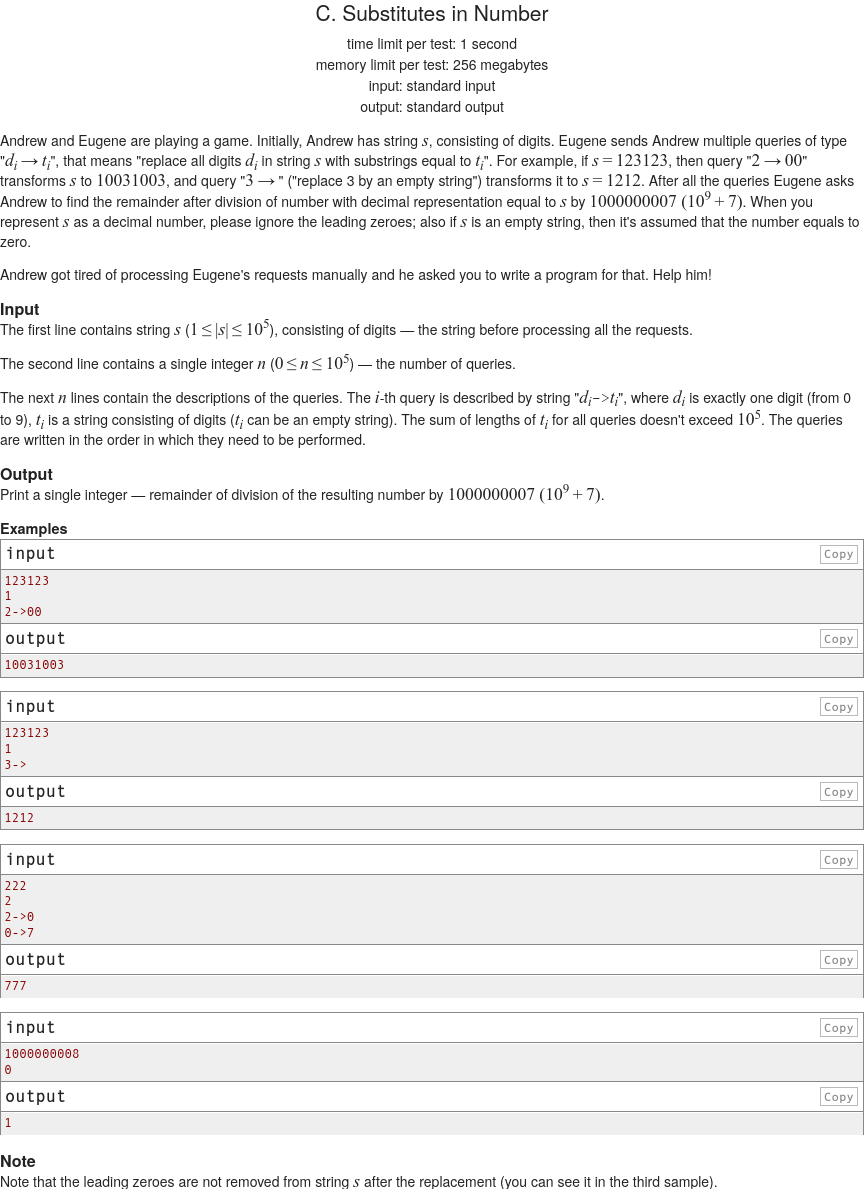 C. Substitutes in Number
time limit per test: 1 second
memory limit per test: 256 megabytes
input: standard input
output: standard output
Andrew and Eugene are playing a game. Initially, Andrew has string s, consisting of digits. Eugene sends Andrew multiple queries of type
"d_i → t_i", that means "replace all digits d_i in string s with substrings equal to t_i". For example, if s = 123123, then query "2 → 00"
transforms s to 10031003, and query "3 → " ("replace 3 by an empty string") transforms it to s = 1212. After all the queries Eugene asks
Andrew to find the remainder after division of number with decimal representation equal to s by 1000000007 (10^9 + 7). When you
represent s as a decimal number, please ignore the leading zeroes; also if s is an empty string, then it's assumed that the number equals to
zero.
Andrew got tired of processing Eugene's requests manually and he asked you to write a program for that. Help him!
Input
The first line contains string s (1 ≤ |s| ≤ 10^5), consisting of digits — the string before processing all the requests.
The second line contains a single integer n (0 ≤ n ≤ 10^5) — the number of queries.
The next n lines contain the descriptions of the queries. The i-th query is described by string "d_i->t_i", where d_i is exactly one digit (from 0
to 9), t_i is a string consisting of digits (t_i can be an empty string). The sum of lengths of t_i for all queries doesn't exceed 10^5. The queries
are written in the order in which they need to be performed.
Output
Print a single integer — remainder of division of the resulting number by 1000000007 (10^9 + 7).
Examples
input Copy
123123
1
2->00
output Copy
10031003
input Copy
123123
1
3->
output Copy
1212
input Copy
222
2
2->0
0->7
output Copy
777
input Copy
1000000008
0
output Copy
1
Note
Note that the leading zeroes are not removed from string s after the replacement (you can see it in the third sample).